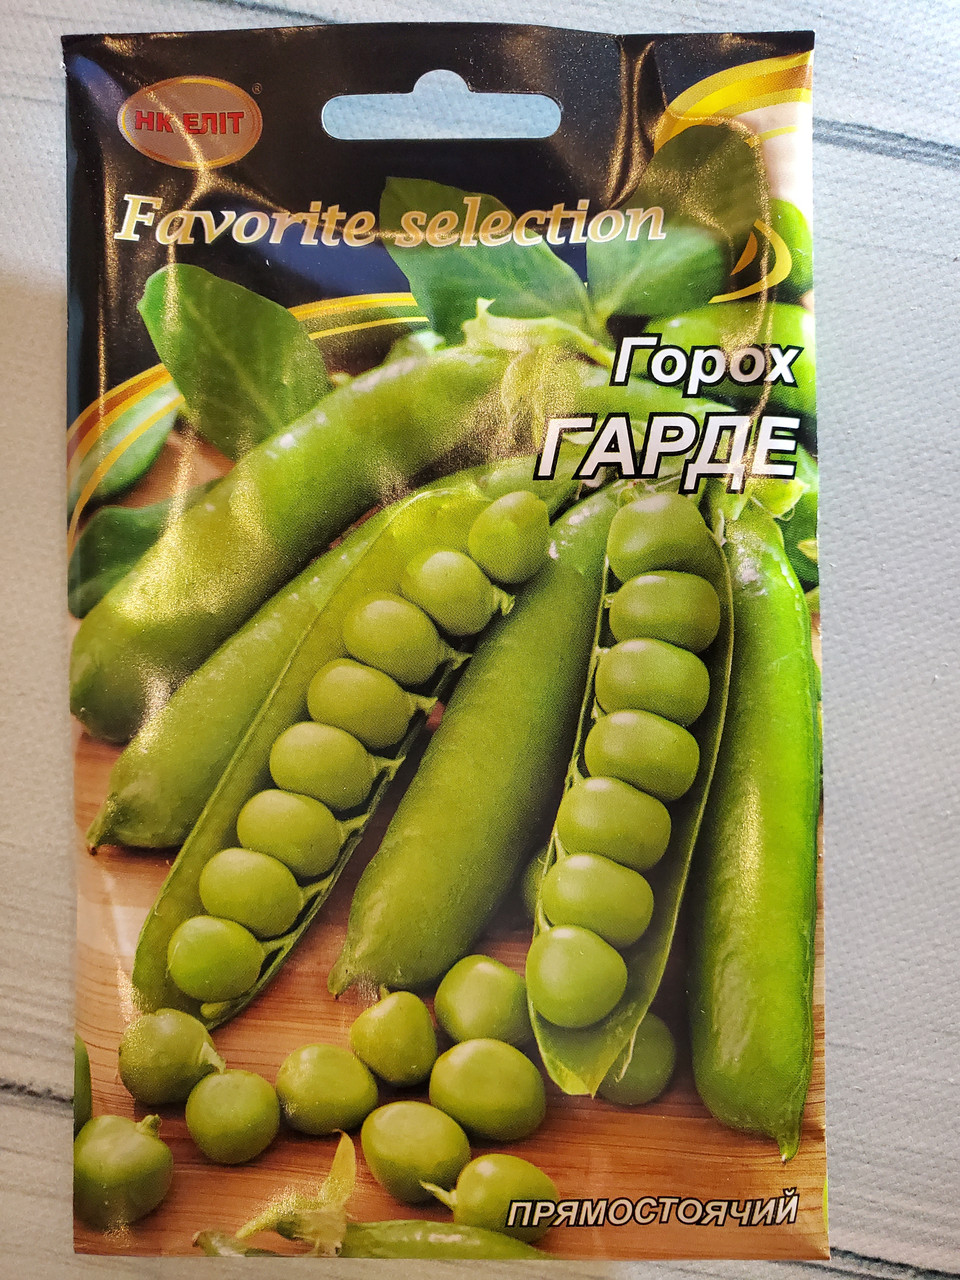 НК ЕЛІТ®
Favorite selection
Горох
ГАРДЕ
ПРЯМОСТОЯЧИЙ